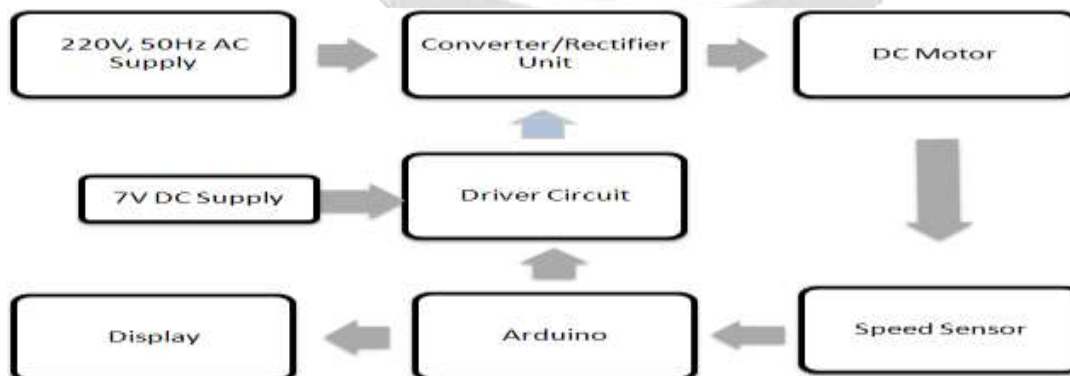 220V, 50Hz AC
Supply
Converter/Rectifier
Unit
DC Motor
7V DC Supply
Driver Circuit
Display
Arduino
Speed Sensor